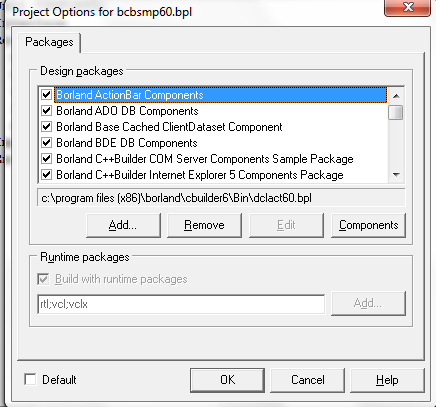 Project Options for bcbsmp60.bpl
Packages
Design packages
Borland ActionBar Components
Borland ADO DB Components
Borland Base Cached ClientDataset Component
Borland BDE DB Components
Borland C++Builder COM Server Components Sample Package
Borland C++Builder Internet Explorer 5 Components Package
c:\program files (x86)\borland\cbuilder6\Bin\dclact60.bpl
Add... Remove Edit Components
Runtime packages
Build with runtime packages
rtl;vcl;vclx Add...
Default OK Cancel Help